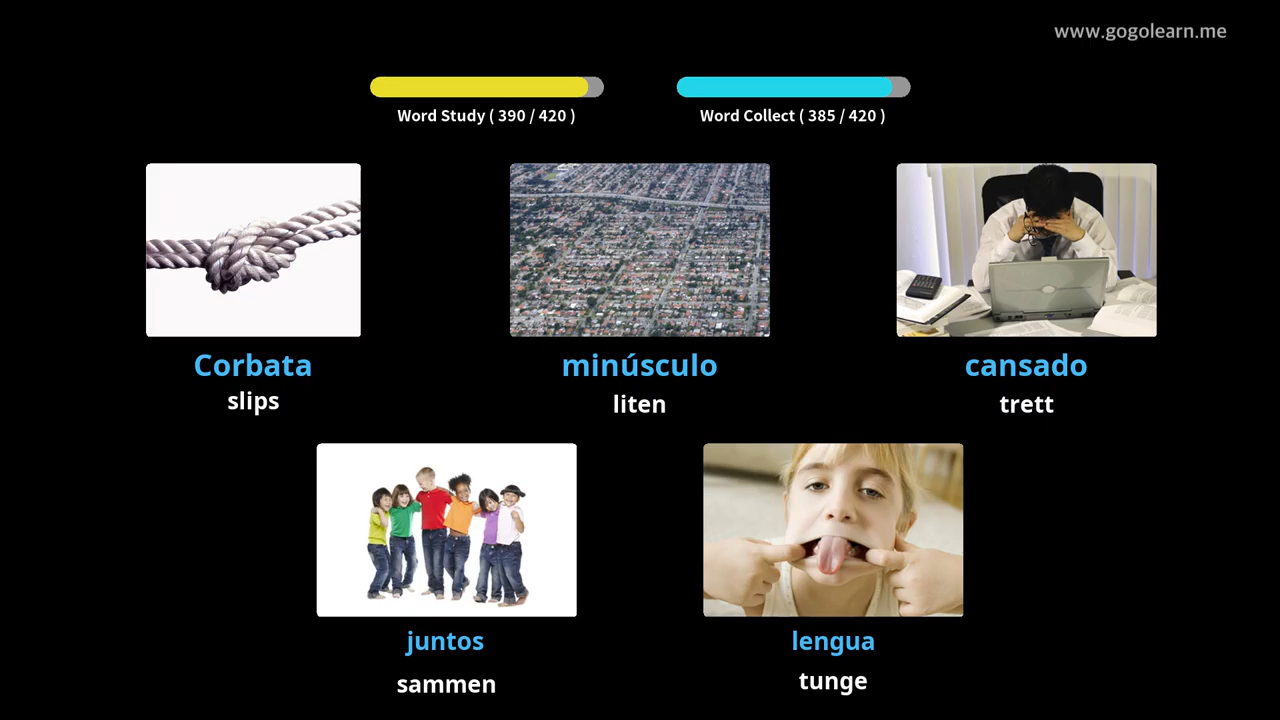 www.gogolearn.me
Word Study ( 390 / 420 )
Word Collect ( 385 / 420 )
Corbata
slips
minúsculo
liten
cansado
trett
juntos
sammen
lengua
tunge